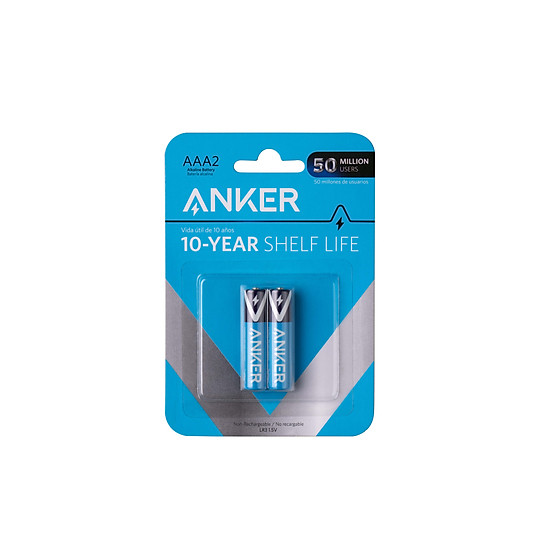 AAA2
Alkaline Battery
Batería alcalina
50 MILLION USERS
50 millones de usuarios
ANKER
Vida útil de 10 años
10-YEAR SHELF LIFE
ANKER
ANKER
Non-Rechargeable / No recargable
LR3 1.5V